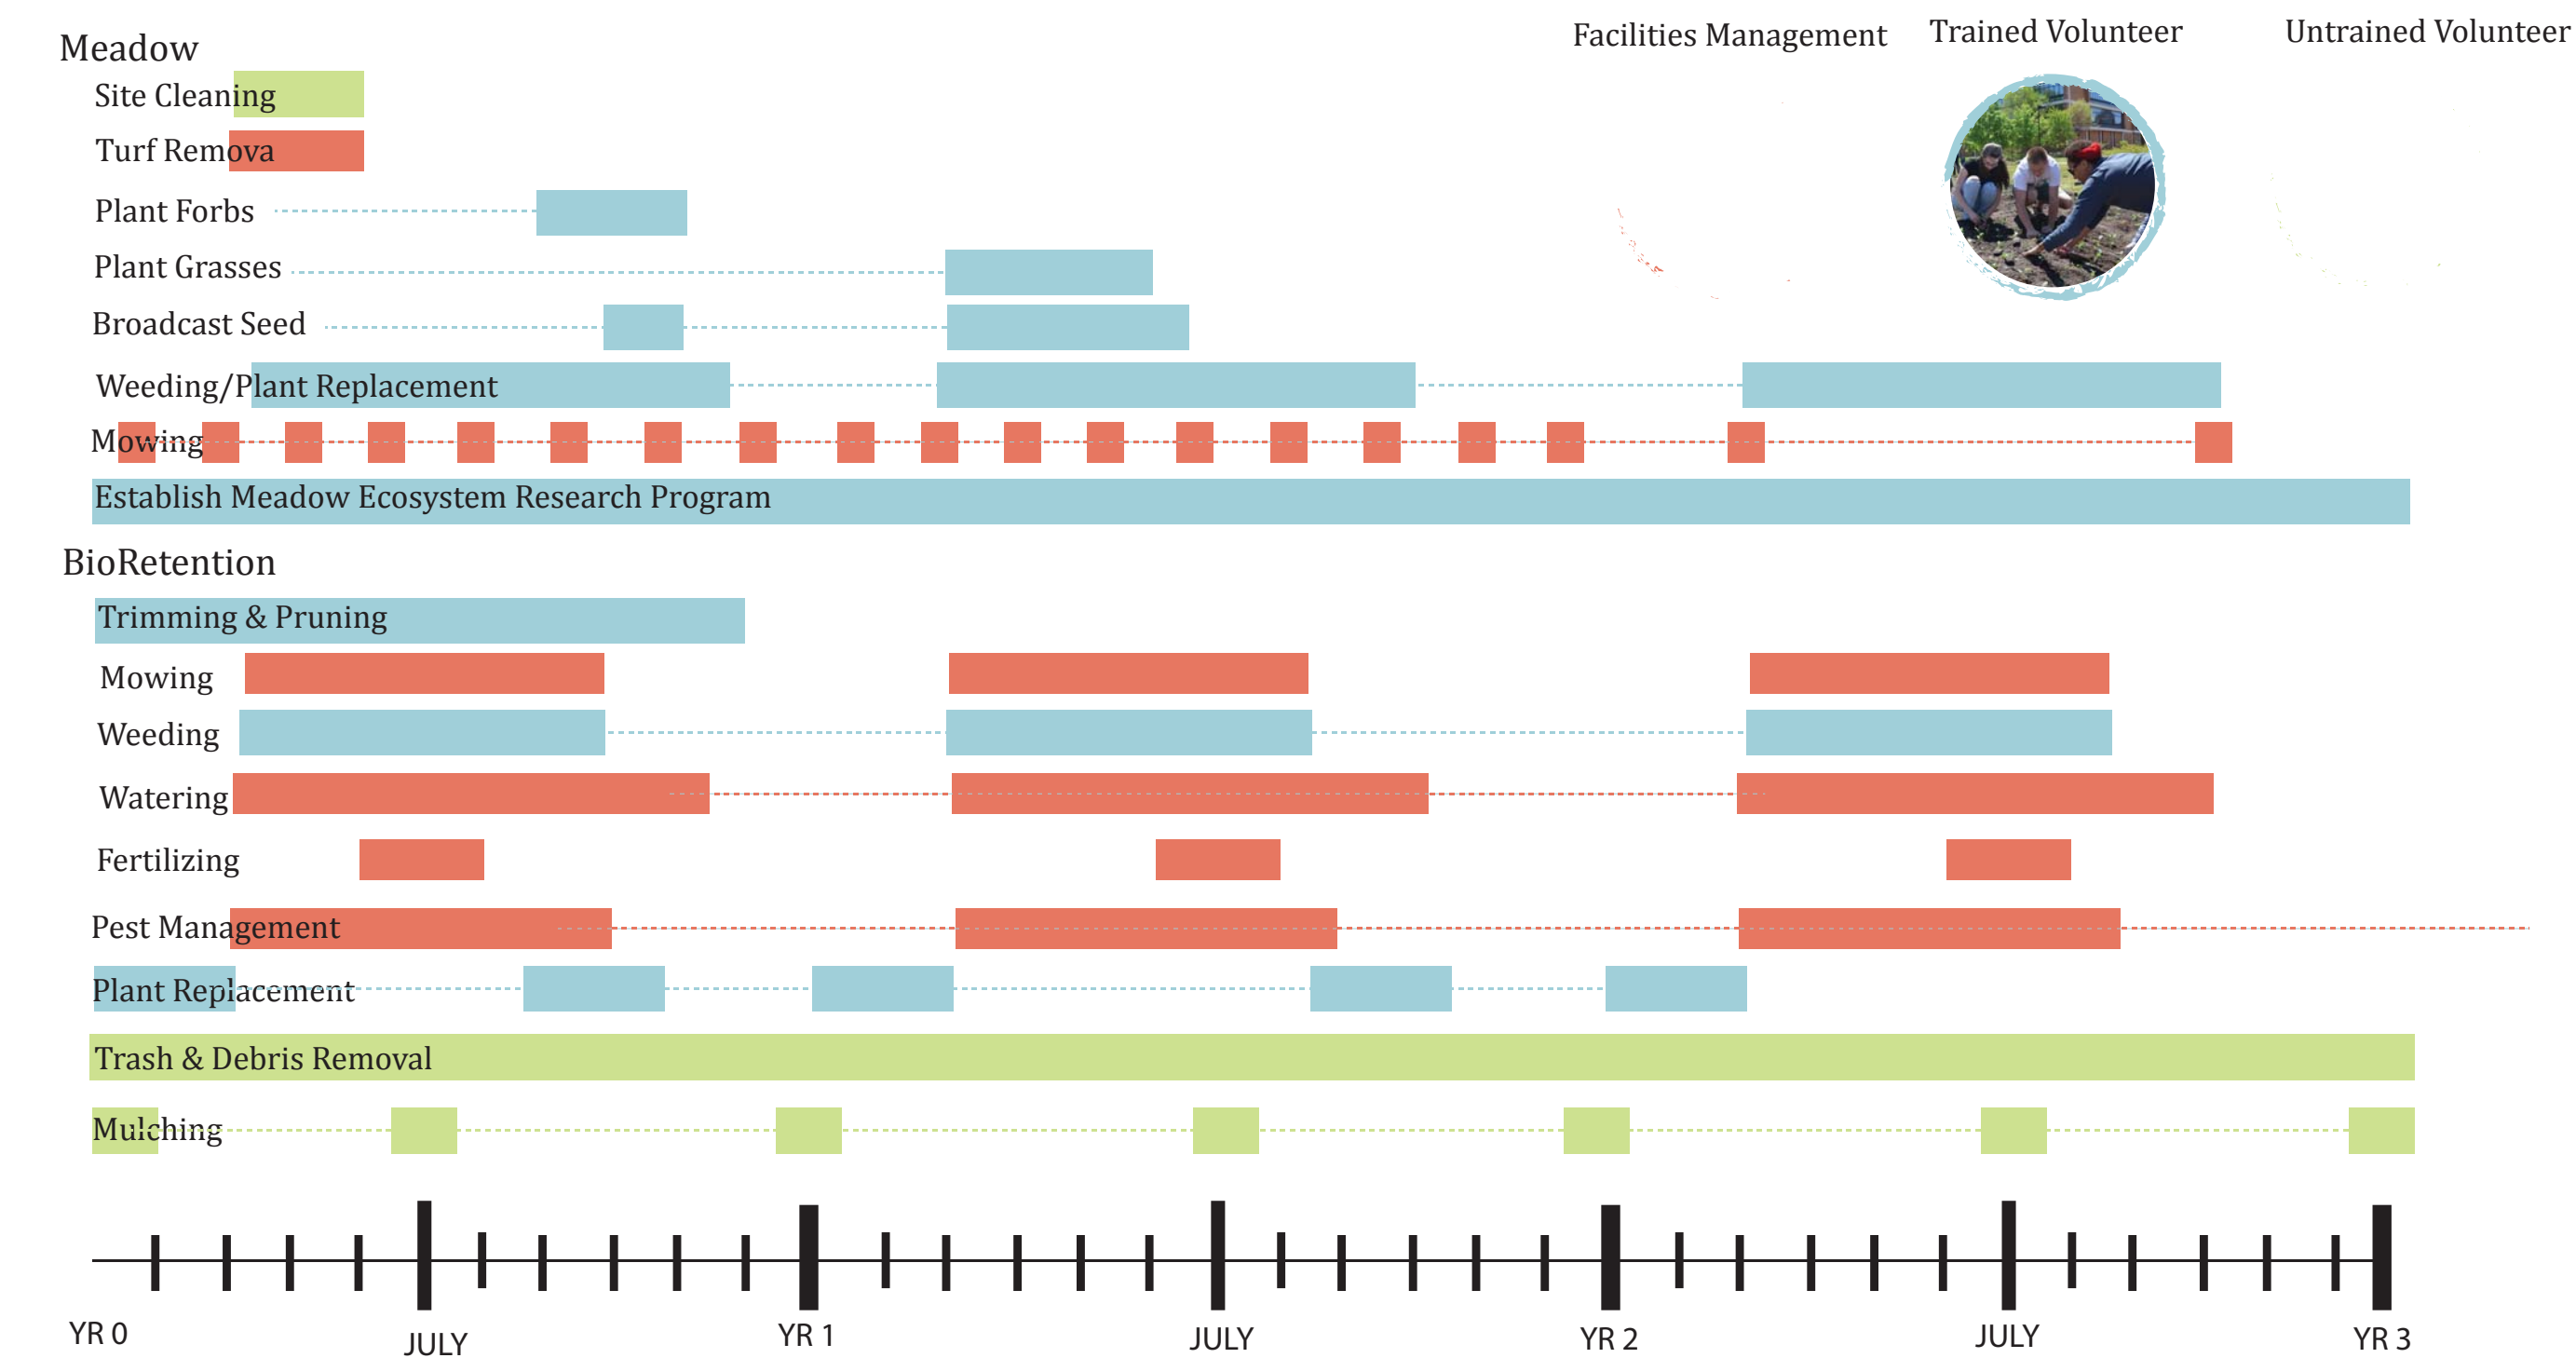 Facilities Management
Trained Volunteer
Untrained Volunteer
Meadow
Site Cleaning
Turf Remova
Plant Forbs
Plant Grasses
Broadcast Seed
Weeding/Plant Replacement
Mowing
Establish Meadow Ecosystem Research Program
BioRetention
Trimming & Pruning
Mowing
Weeding
Watering
Fertilizing
Pest Management
Plant Replacement
Trash & Debris Removal
Mulching
YR 0
JULY
YR 1
JULY
YR 2
JULY
YR 3